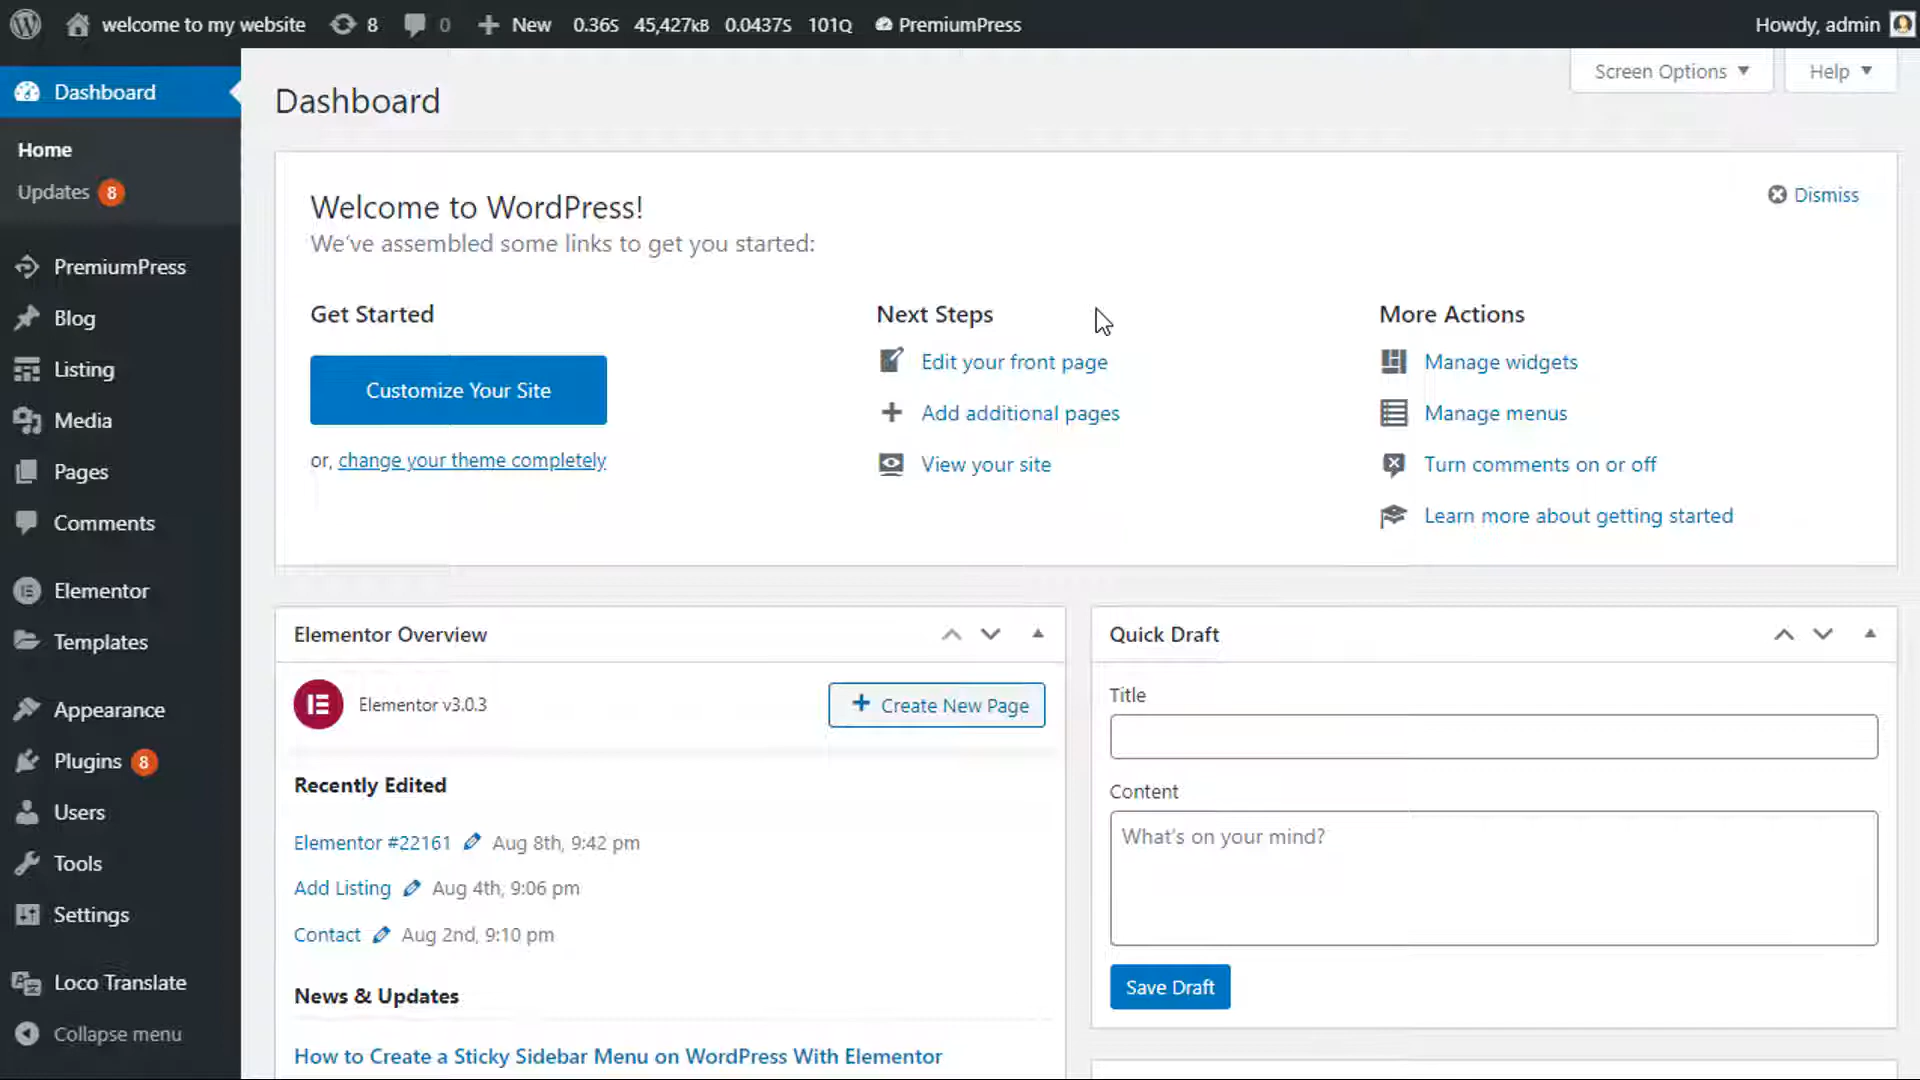 welcome to my website 8 0 New 0.36S 45,427kB 0.0437S 101Q PremiumPress Howdy, admin
Screen Options Help
Dashboard
Home
Updates 8
PremiumPress
Blog
Listing
Media
Pages
Comments
Elementor
Templates
Appearance
Plugins 8
Users
Tools
Settings
Loco Translate
Collapse menu
Dashboard
Welcome to WordPress!
We've assembled some links to get you started:
Dismiss
Get Started
Customize Your Site
or, change your theme completely
Next Steps
Edit your front page
Add additional pages
View your site
More Actions
Manage widgets
Manage menus
Turn comments on or off
Learn more about getting started
Elementor Overview
Elementor v3.0.3
Create New Page
Recently Edited
Elementor #22161 Aug 8th, 9:42 pm
Add Listing Aug 4th, 9:06 pm
Contact Aug 2nd, 9:10 pm
News & Updates
How to Create a Sticky Sidebar Menu on WordPress With Elementor
Quick Draft
Title
Content
What's on your mind?
Save Draft